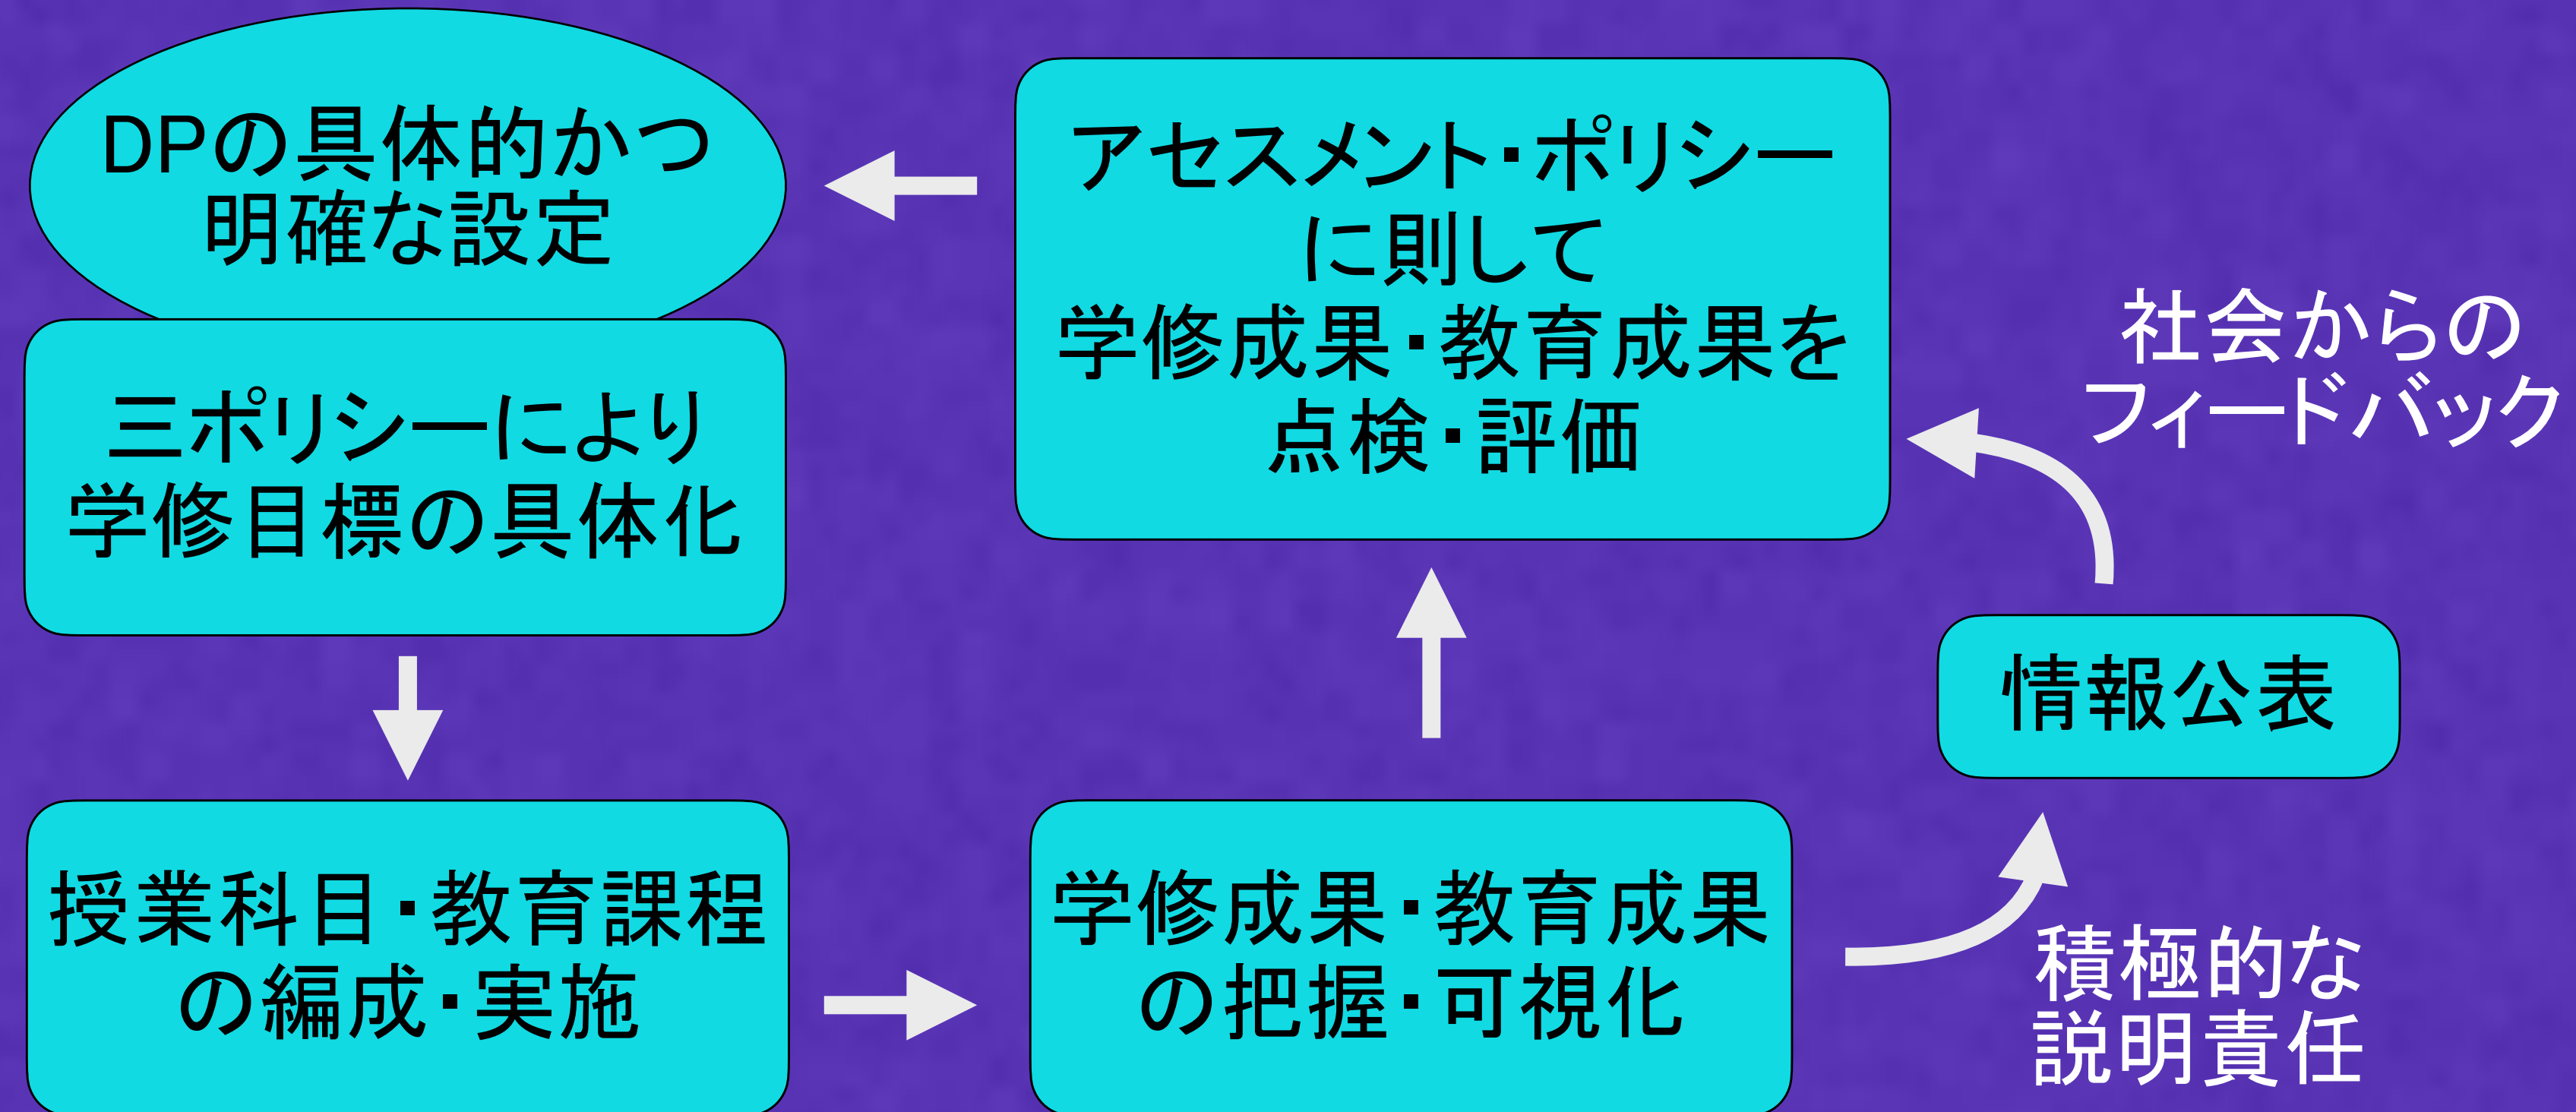 DPの具体的かつ
明確な設定
三ポリシーにより
学修目標の具体化
授業科目・教育課程
の編成・実施
学修成果・教育成果
の把握・可視化
アセスメント・ポリシー
に則して
学修成果・教育成果を
点検・評価
情報公表
社会からの
フィードバック
積極的な
説明責任